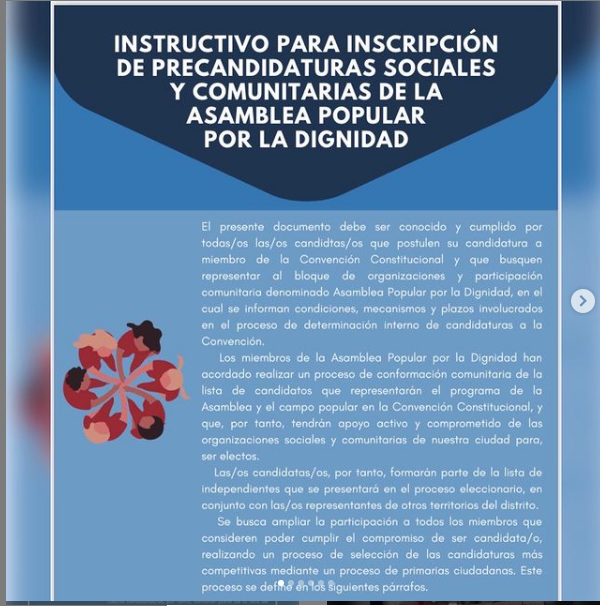 INSTRUCTIVO PARA INSCRIPCIÓN
DE PRECANDIDATURAS SOCIALES
Y COMUNITARIAS DE LA
ASAMBLEA POPULAR
POR LA DIGNIDAD
El presente documento debe ser conocido y cumplido por
todas/os las/os candidtas/os que postulen su candidatura a
miembro de la Convención Constitucional y que busquen
representar al bloque de organizaciones y participación
comunitaria denominado Asamblea Popular por la Dignidad, en el
cual se informan condiciones, mecanismos y plazos involucrados
en el proceso de determinación interno de candidaturas a la
Convención.
Los miembros de la Asamblea Popular por la Dignidad han
acordado realizar un proceso de conformación comunitaria de la
lista de candidatos que representarán el programa de la
Asamblea y el campo popular en la Convención Constitucional, y
que, por tanto, tendrán apoyo activo y comprometido de las
organizaciones sociales y comunitarias de nuestra ciudad para,
ser electos.
Las/os candidatas/os, por tanto, formarán parte de la lista de
independientes que se presentará en el proceso eleccionario, en
conjunto con las/os representantes de otros territorios del distrito.
Se busca ampliar la participación a todos los miembros que
consideren poder cumplir el compromiso de ser candidata/o,
realizando un proceso de selección de las candidaturas más
competitivas mediante un proceso de primarias ciudadanas. Este
proceso se define en los siguientes párrafos.